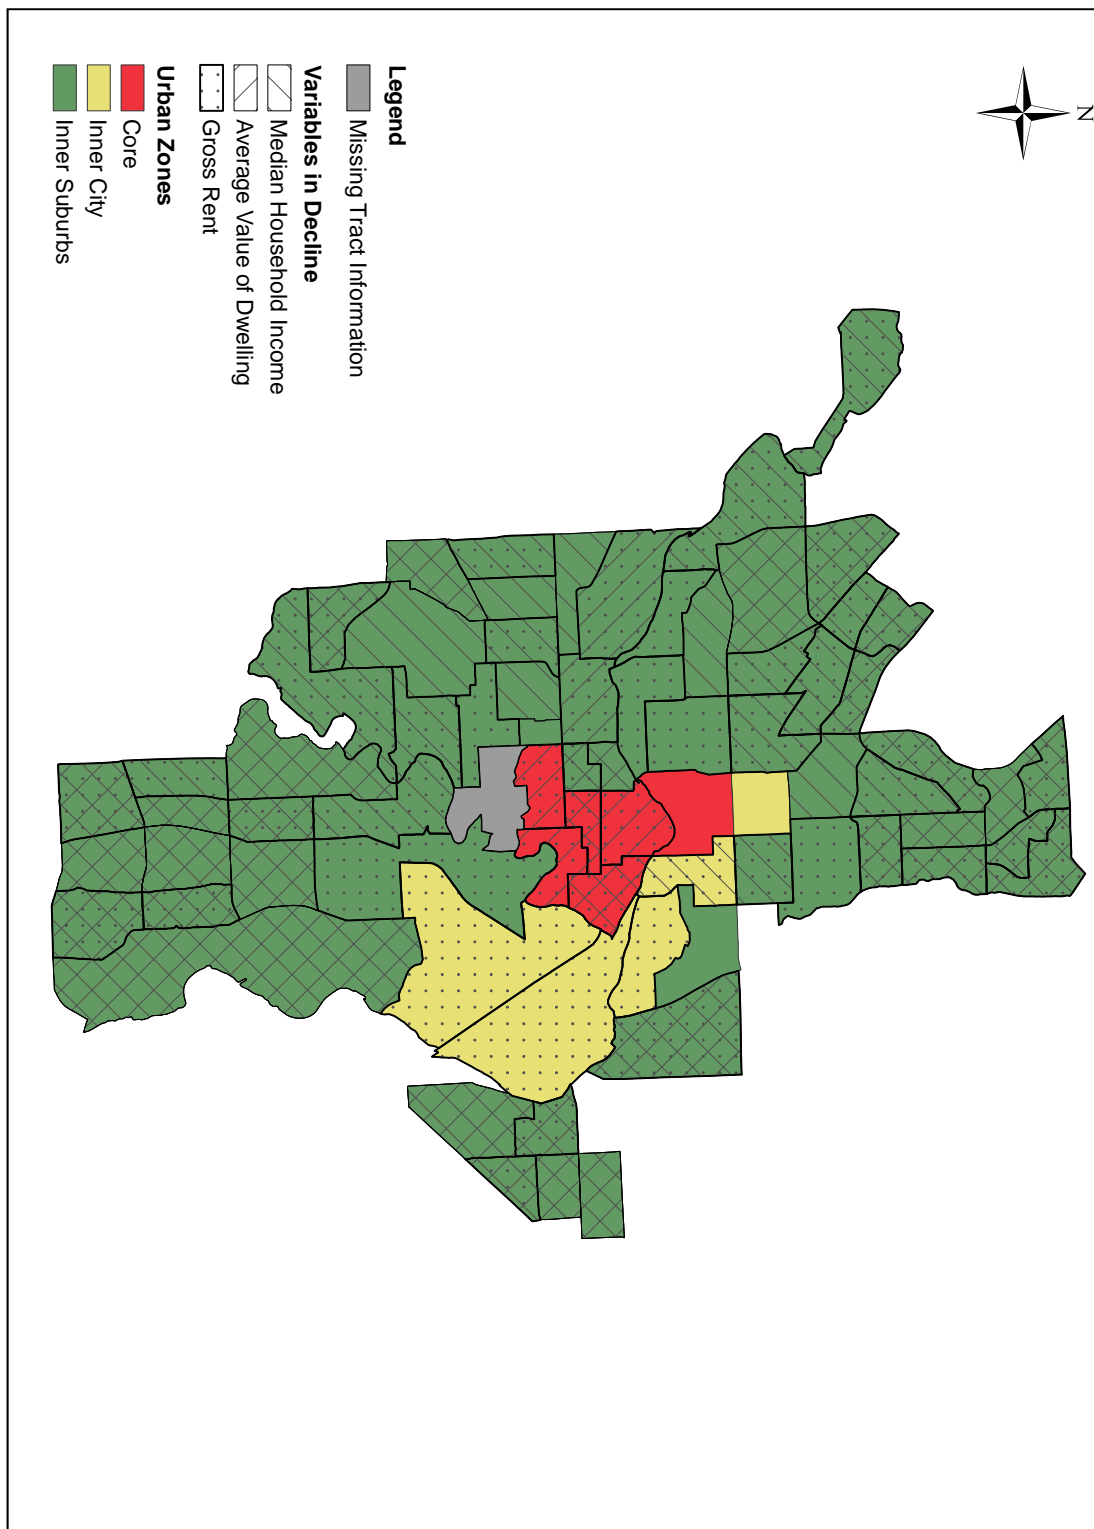 N
Legend
Missing Tract Information
Variables in Decline
Median Household Income
Average Value of Dwelling
Gross Rent
Urban Zones
Core
Inner City
Inner Suburbs